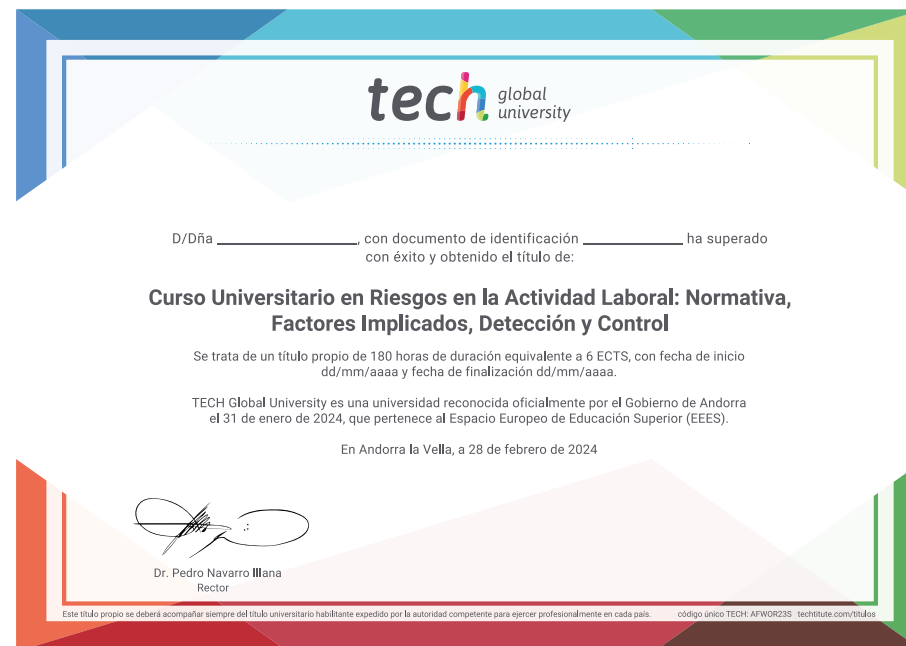 tech global university
D/Dña ____________________, con documento de identificación ______________ ha superado
con éxito y obtenido el título de:
Curso Universitario en Riesgos en la Actividad Laboral: Normativa,
Factores Implicados, Detección y Control
Se trata de un título propio de 180 horas de duración equivalente a 6 ECTS, con fecha de inicio
dd/mm/aaaa y fecha de finalización dd/mm/aaaa.
TECH Global University es una universidad reconocida oficialmente por el Gobierno de Andorra
el 31 de enero de 2024, que pertenece al Espacio Europeo de Educación Superior (EEES).
En Andorra la Vella, a 28 de febrero de 2024
Dr. Pedro Navarro Illana
Rector
Este título propio se deberá acompañar siempre del título universitario habilitante expedido por la autoridad competente para ejercer profesionalmente en cada país. código único TECH: AFWOR23S techtitute.com/titulos